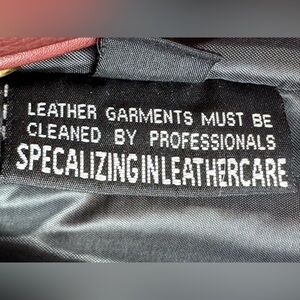 LEATHER GARMENTS MUST BE
CLEANED BY PROFESSIONALS
SPECALIZINGINLEATHERCARE